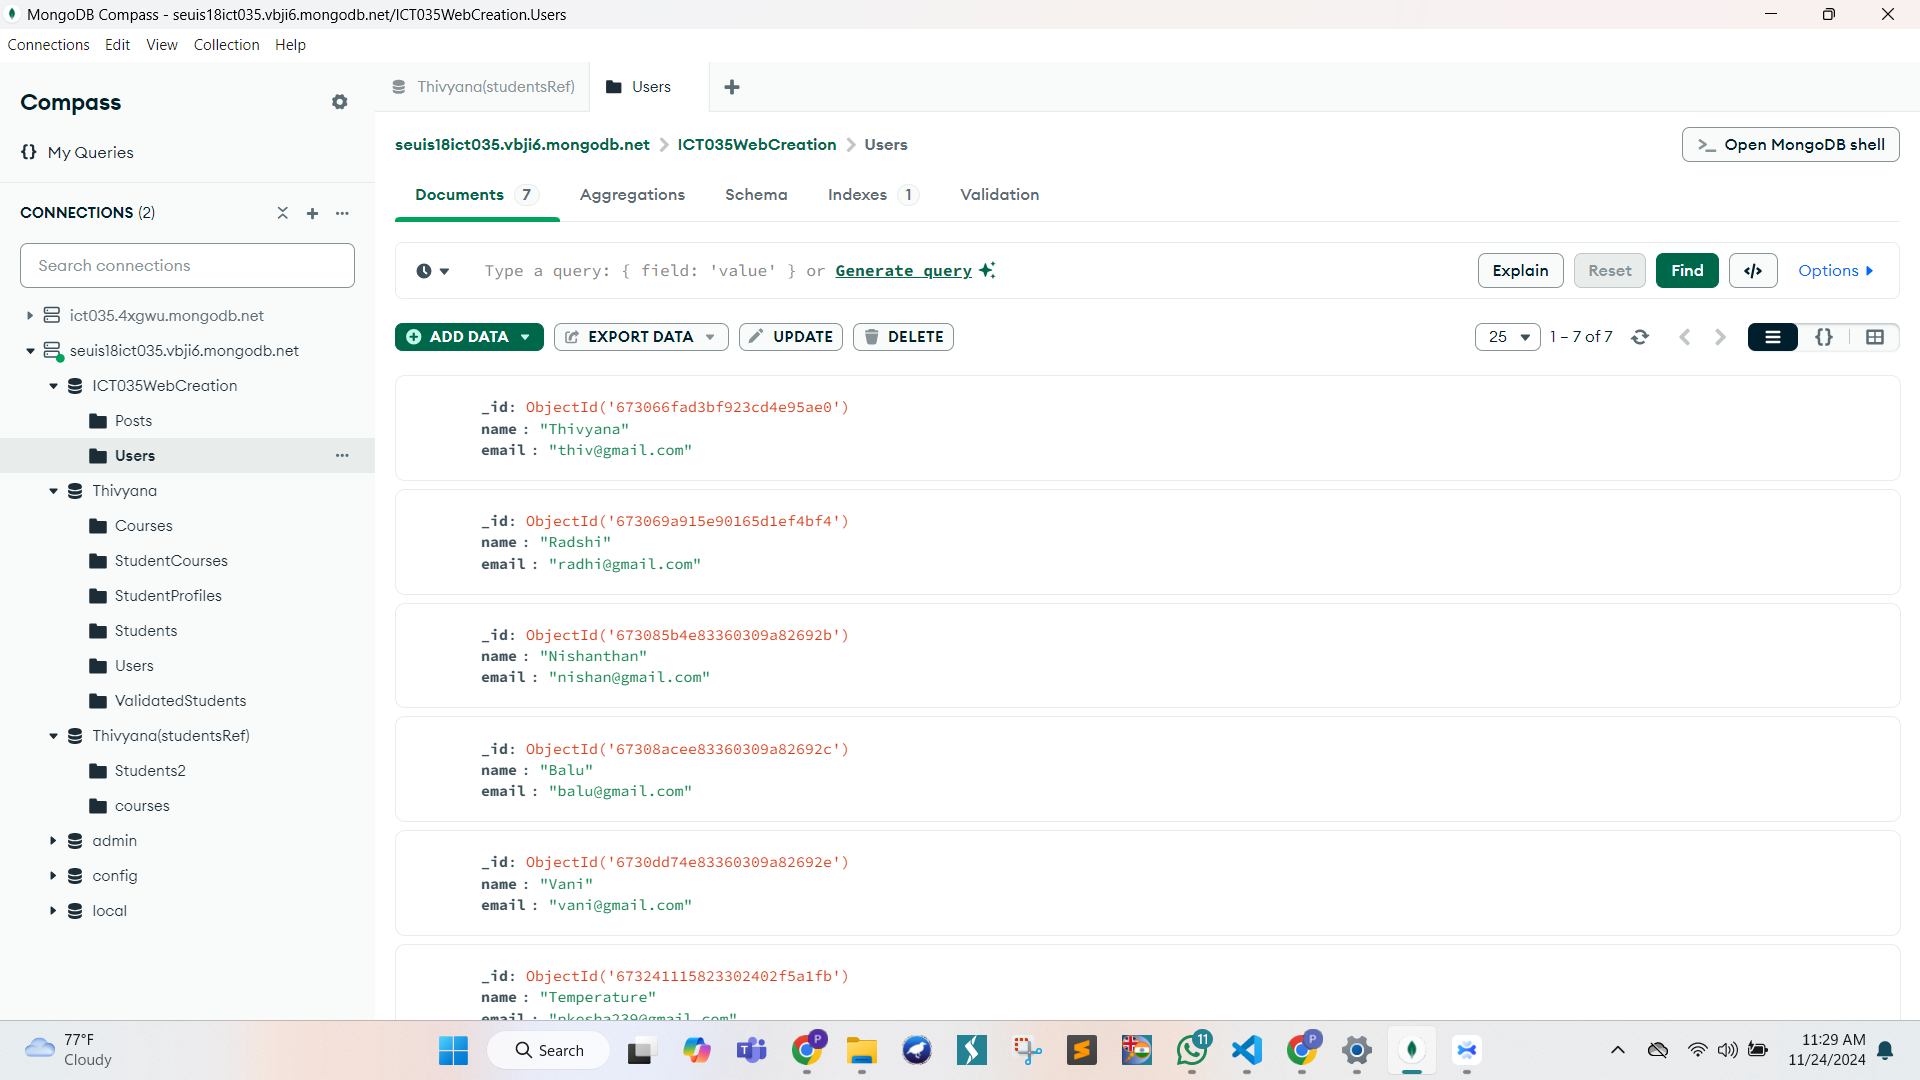 MongoDB Compass - seuis18ict035.vbji6.mongodb.net/ICT035WebCreation.Users
Connections Edit View Collection Help
Compass
My Queries
CONNECTIONS (2)
Search connections
ict035.4xgwu.mongodb.net
seuis18ict035.vbji6.mongodb.net
ICT035WebCreation
Posts
Users
Thivyana
Courses
StudentCourses
StudentProfiles
Students
Users
ValidatedStudents
Thivyana(studentsRef)
Students2
courses
admin
config
local
Thivyana(studentsRef) Users
seuis18ict035.vbji6.mongodb.net > ICT035WebCreation > Users
Open MongoDB shell
Documents 7 Aggregations Schema Indexes 1 Validation
Type a query: { field: 'value' } or Generate query
Explain Reset Find </> Options
ADD DATA EXPORT DATA UPDATE DELETE
25 1 – 7 of 7 {}
_id: ObjectId('673066fad3bf923cd4e95ae0')
name : "Thivyana"
email : "thiv@gmail.com"
_id: ObjectId('673069a915e90165d1ef4bf4')
name : "Radshi"
email : "radhi@gmail.com"
_id: ObjectId('673085b4e83360309a82692b')
name : "Nishanthan"
email : "nishan@gmail.com"
_id: ObjectId('67308acee83360309a82692c')
name : "Balu"
email : "balu@gmail.com"
_id: ObjectId('6730dd74e83360309a82692e')
name : "Vani"
email : "vani@gmail.com"
_id: ObjectId('673241115823302402f5a1fb')
name : "Temperature"
email : "nkosha239@gmail.com"
77°F
Cloudy
Search
P
11
P
11:29 AM
11/24/2024